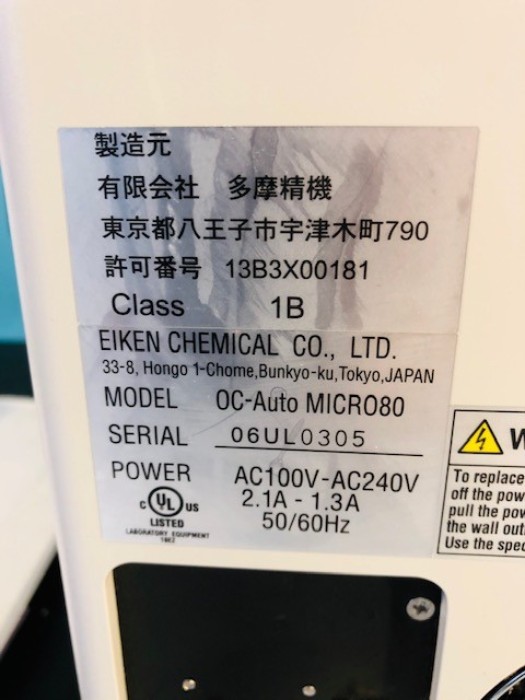 製造元
有限会社 多摩精機
東京都八王子市宇津木町790
許可番号 13B3X00181
Class 1B
EIKEN CHEMICAL CO., LTD.
33-8, Hongo 1-Chome,Bunkyo-ku,Tokyo,JAPAN
MODEL OC-Auto MICRO80
SERIAL 06UL0305
POWER AC100V-AC240V
2.1A - 1.3A
50/60Hz
C UL US
LISTED
LABORATORY EQUIPMENT
To replace
off the pow
pull the pow
the wall out
Use the spec